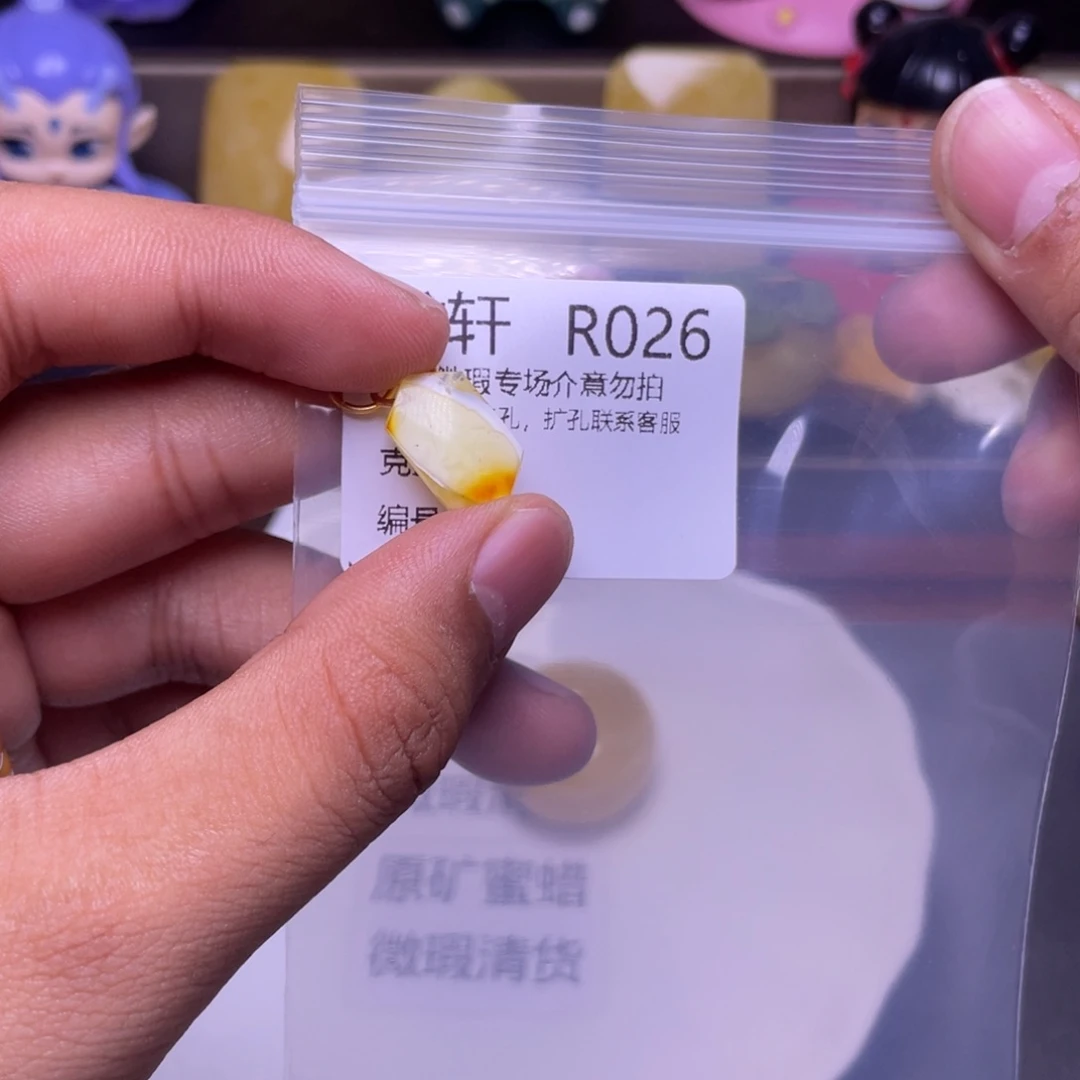 轩 R026
微瑕专场介意勿拍
孔，扩孔联系客服
克
编号
原矿蜜蜡
微瑕清货